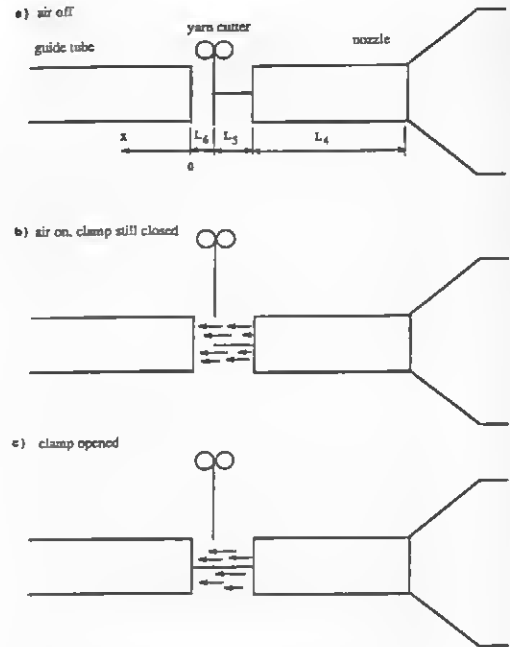 a) air off
yarn cutter
guide tube
nozzle
x
L6
L5
L4
0
b) air on, clamp still closed
c) clamp opened